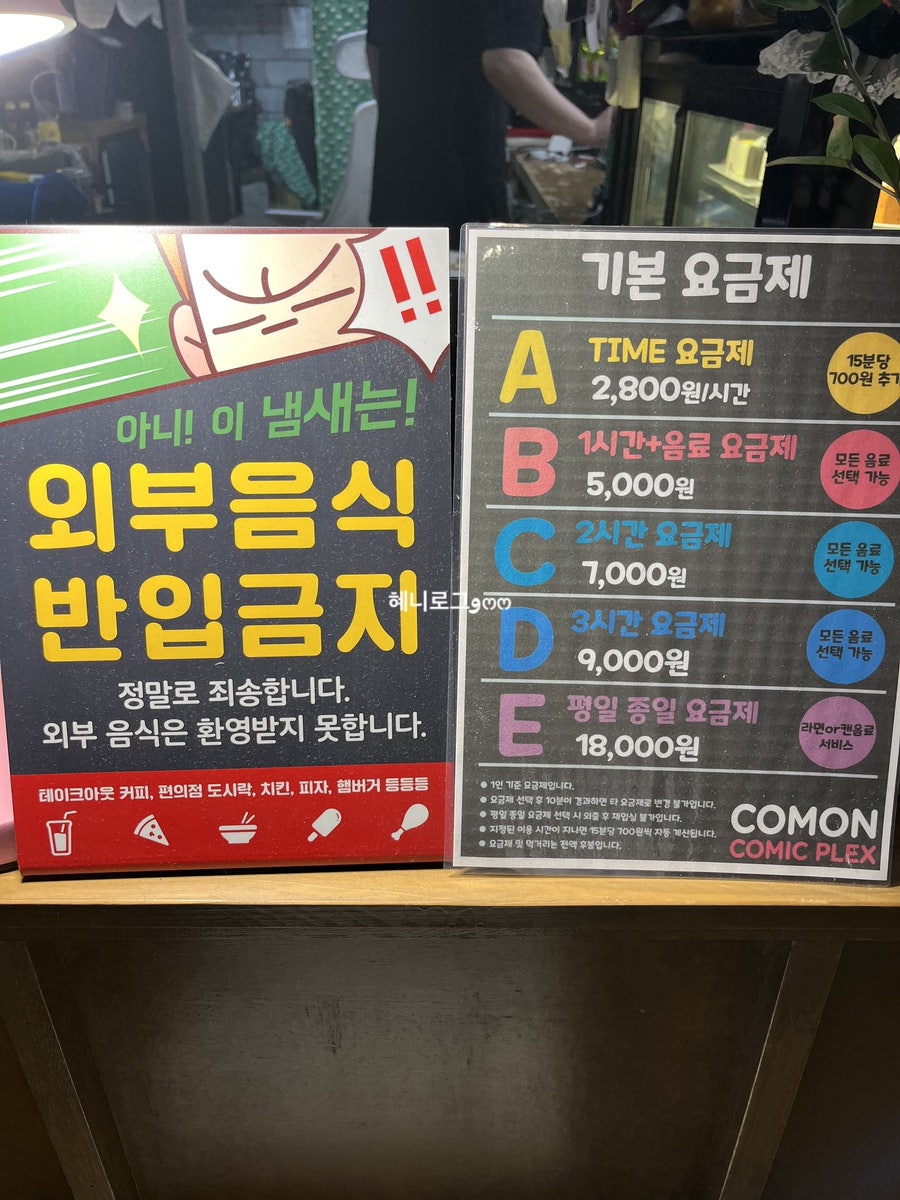 !!
아니! 이 냄새는!
외부음식
반입금지
정말로 죄송합니다.
외부 음식은 환영받지 못합니다.
테이크아웃 커피, 편의점 도시락, 치킨, 피자, 햄버거 등등등
혜니로그
기본 요금제
A
TIME 요금제
2,800원/시간
15분당
700원 추가
B
1시간+음료 요금제
5,000원
모든 음료
선택 가능
C
2시간 요금제
7,000원
모든 음료
선택 가능
D
3시간 요금제
9,000원
모든 음료
선택 가능
E
평일 종일 요금제
18,000원
라면or캔음료
서비스
● 1인 기준 요금제입니다.
● 요금제 선택 후 10분이 경과하면 타 요금제로 변경 불가입니다.
● 평일 종일 요금제 선택 시 외출 후 재입실 불가입니다.
● 지정된 이용 시간이 지나면 15분당 700원씩 자동 계산됩니다.
● 요금제 및 먹거리는 전액 후불입니다.
COMON
COMIC PLEX